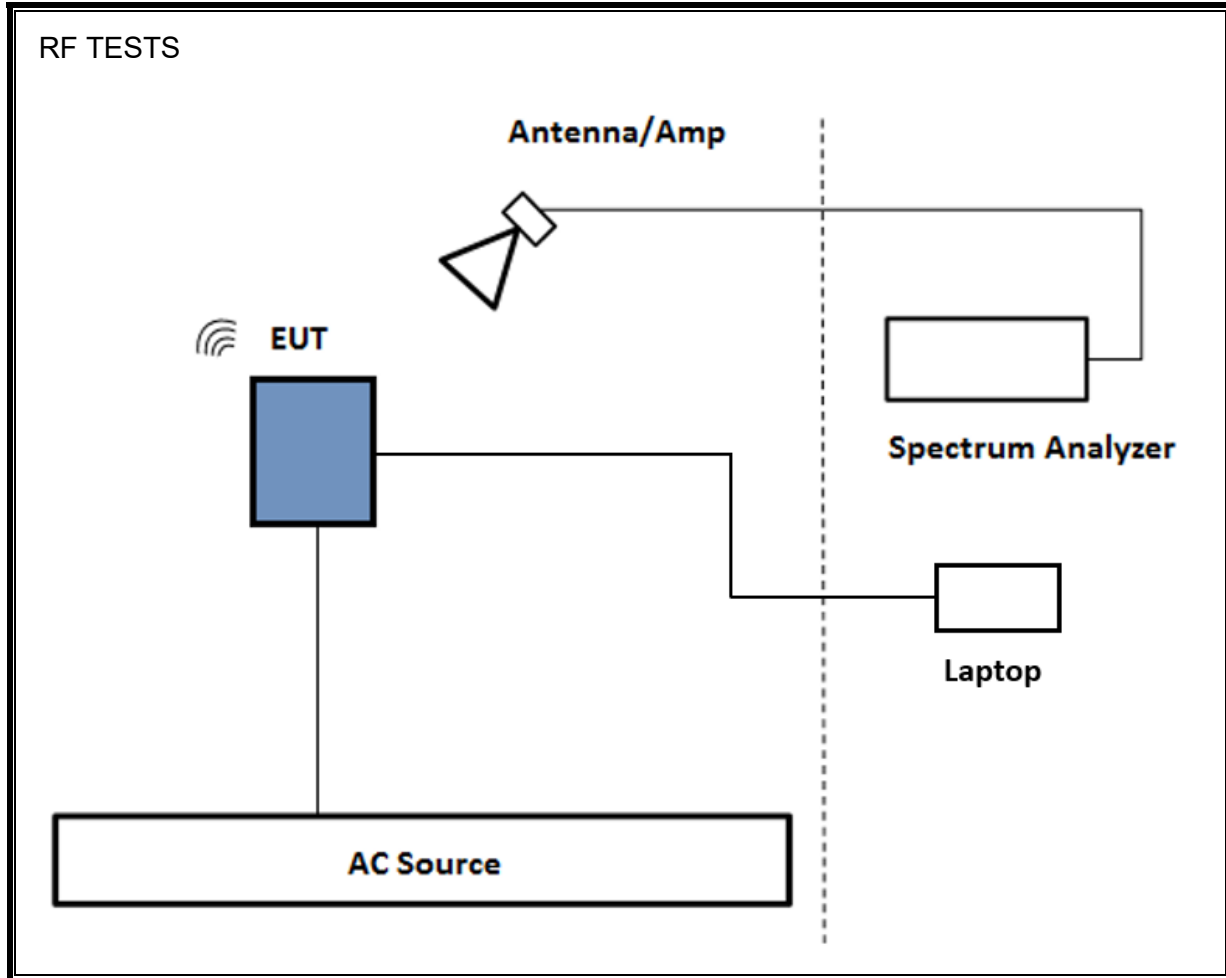 RF TESTS
Antenna/Amp
EUT
Spectrum Analyzer
Laptop
AC Source